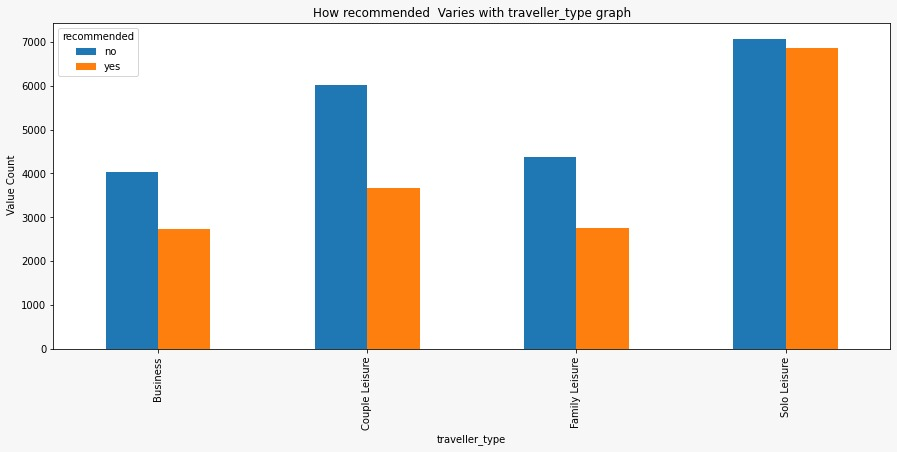 How recommended  Varies with traveller_type graph
recommended
no
yes
Value Count
7000
6000
5000
4000
3000
2000
1000
0
Business
Couple Leisure
Family Leisure
Solo Leisure
traveller_type